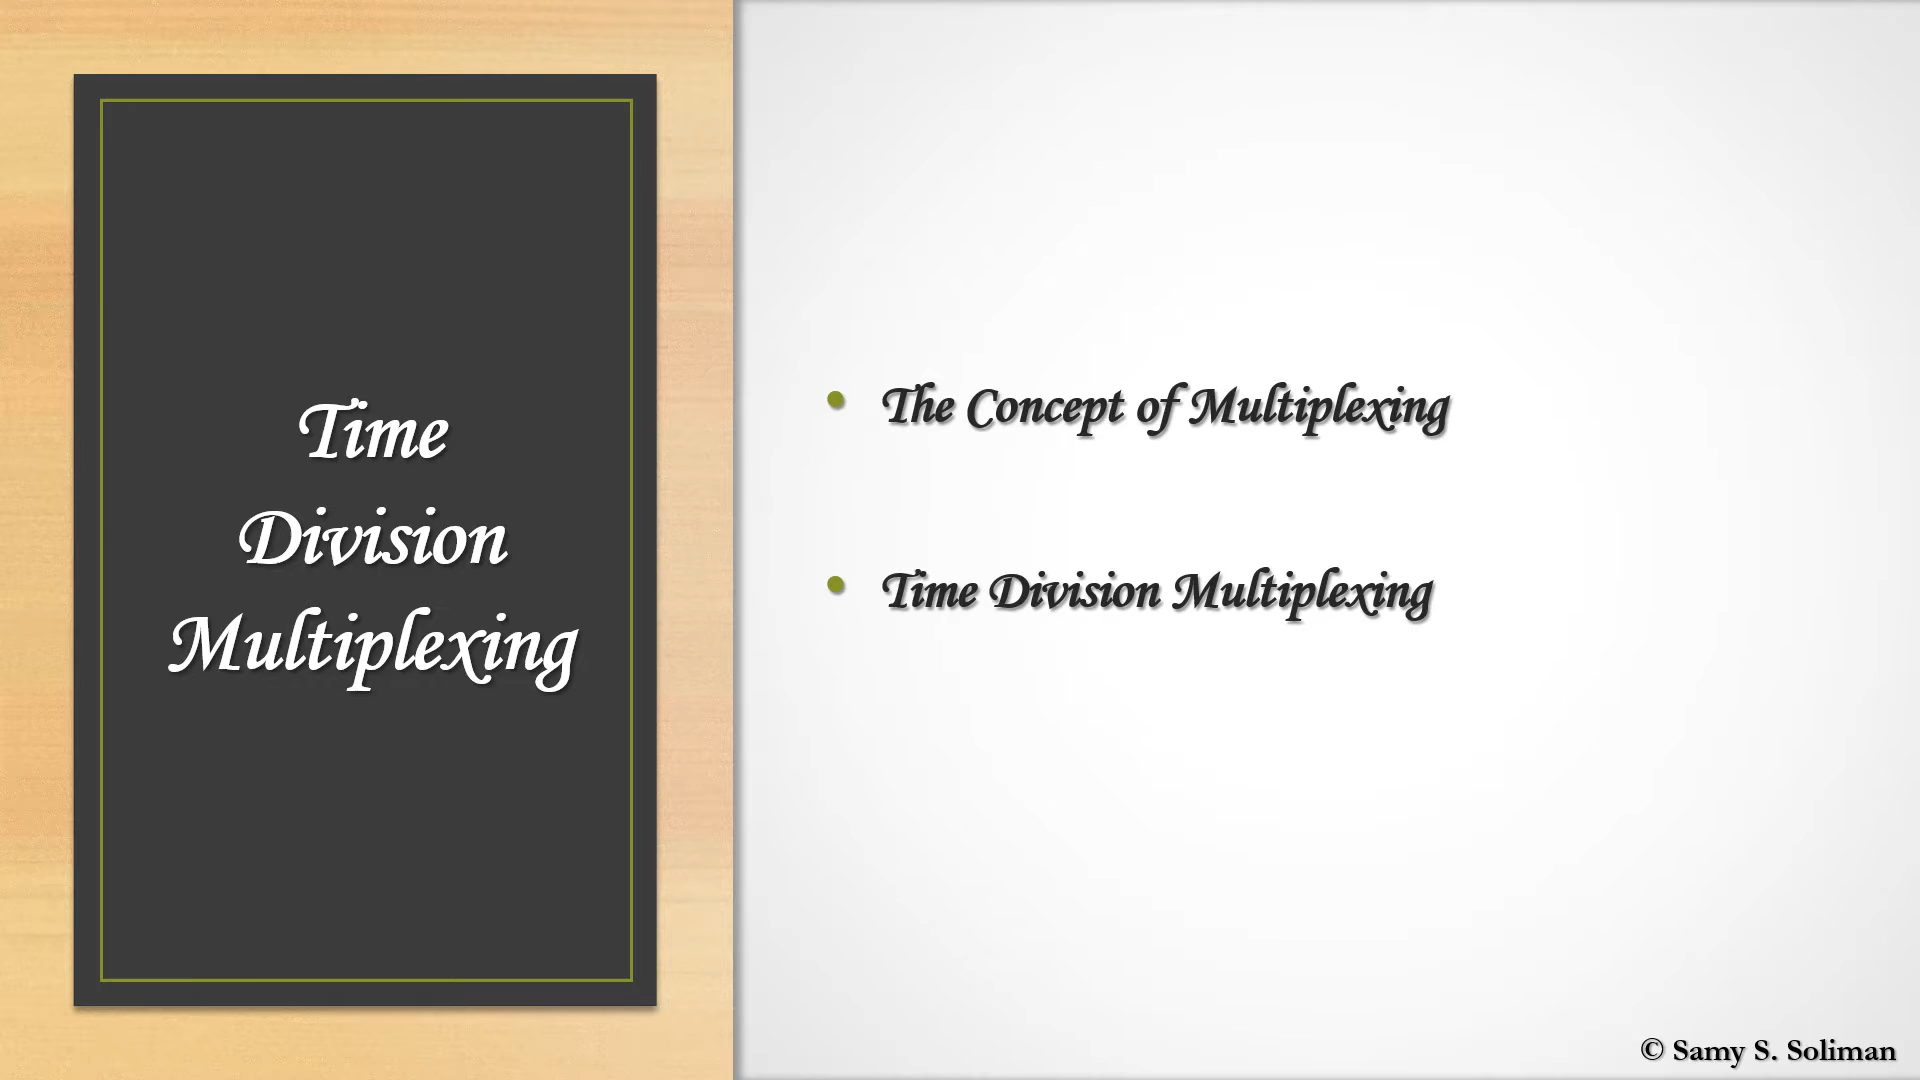 Time
Division
Multiplexing
• The Concept of Multiplexing
• Time Division Multiplexing
© Samy S. Soliman